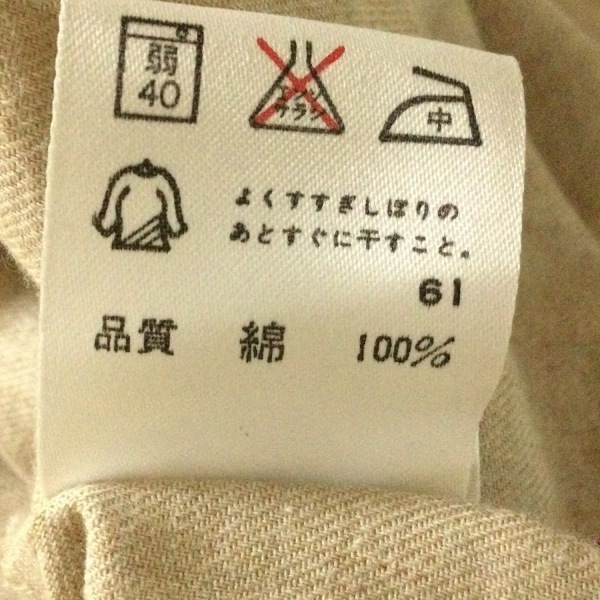 弱
40
エンソ
サラシ
中
よくすすぎしぼりの
あとすぐに干すこと。
61
品質 綿 100%